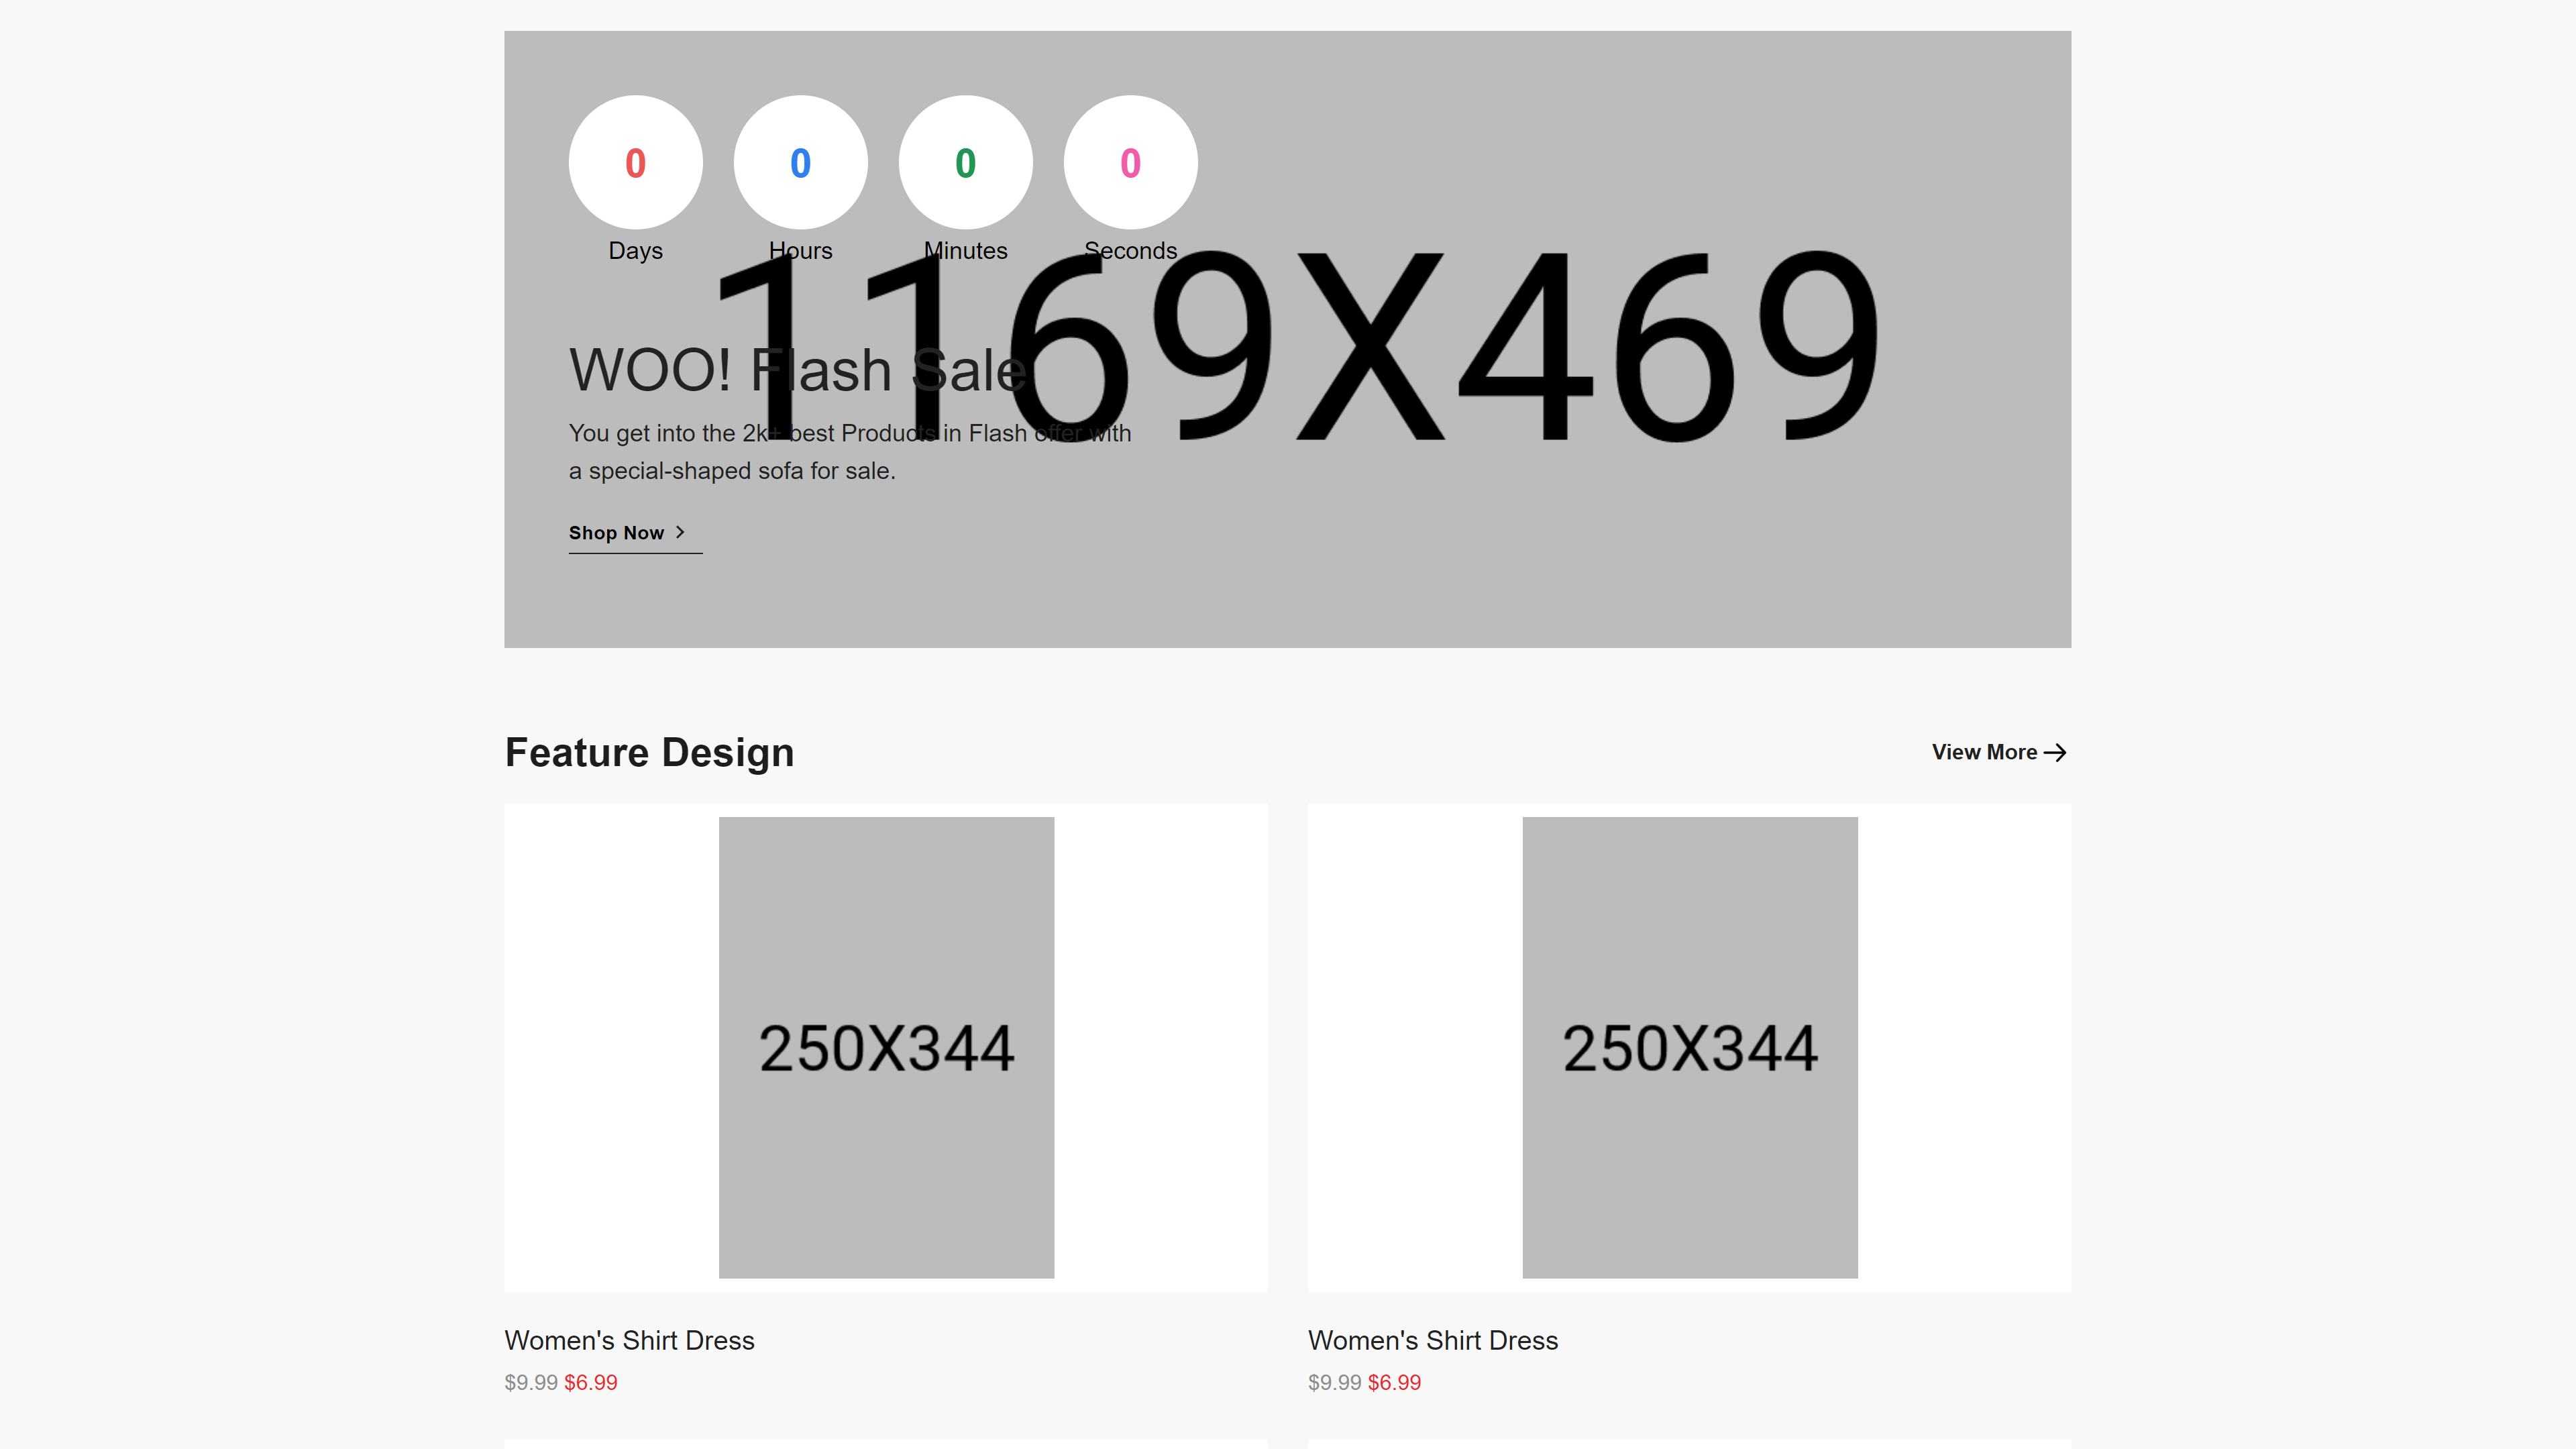 0 0 0 0
Days Hours Minutes Seconds
1169X469
WOO! Flash Sale
You get into the 2k+ best Products in Flash offer with
a special-shaped sofa for sale.
Shop Now
Feature Design
View More
250X344 250X344
Women's Shirt Dress Women's Shirt Dress
$9.99 $6.99 $9.99 $6.99